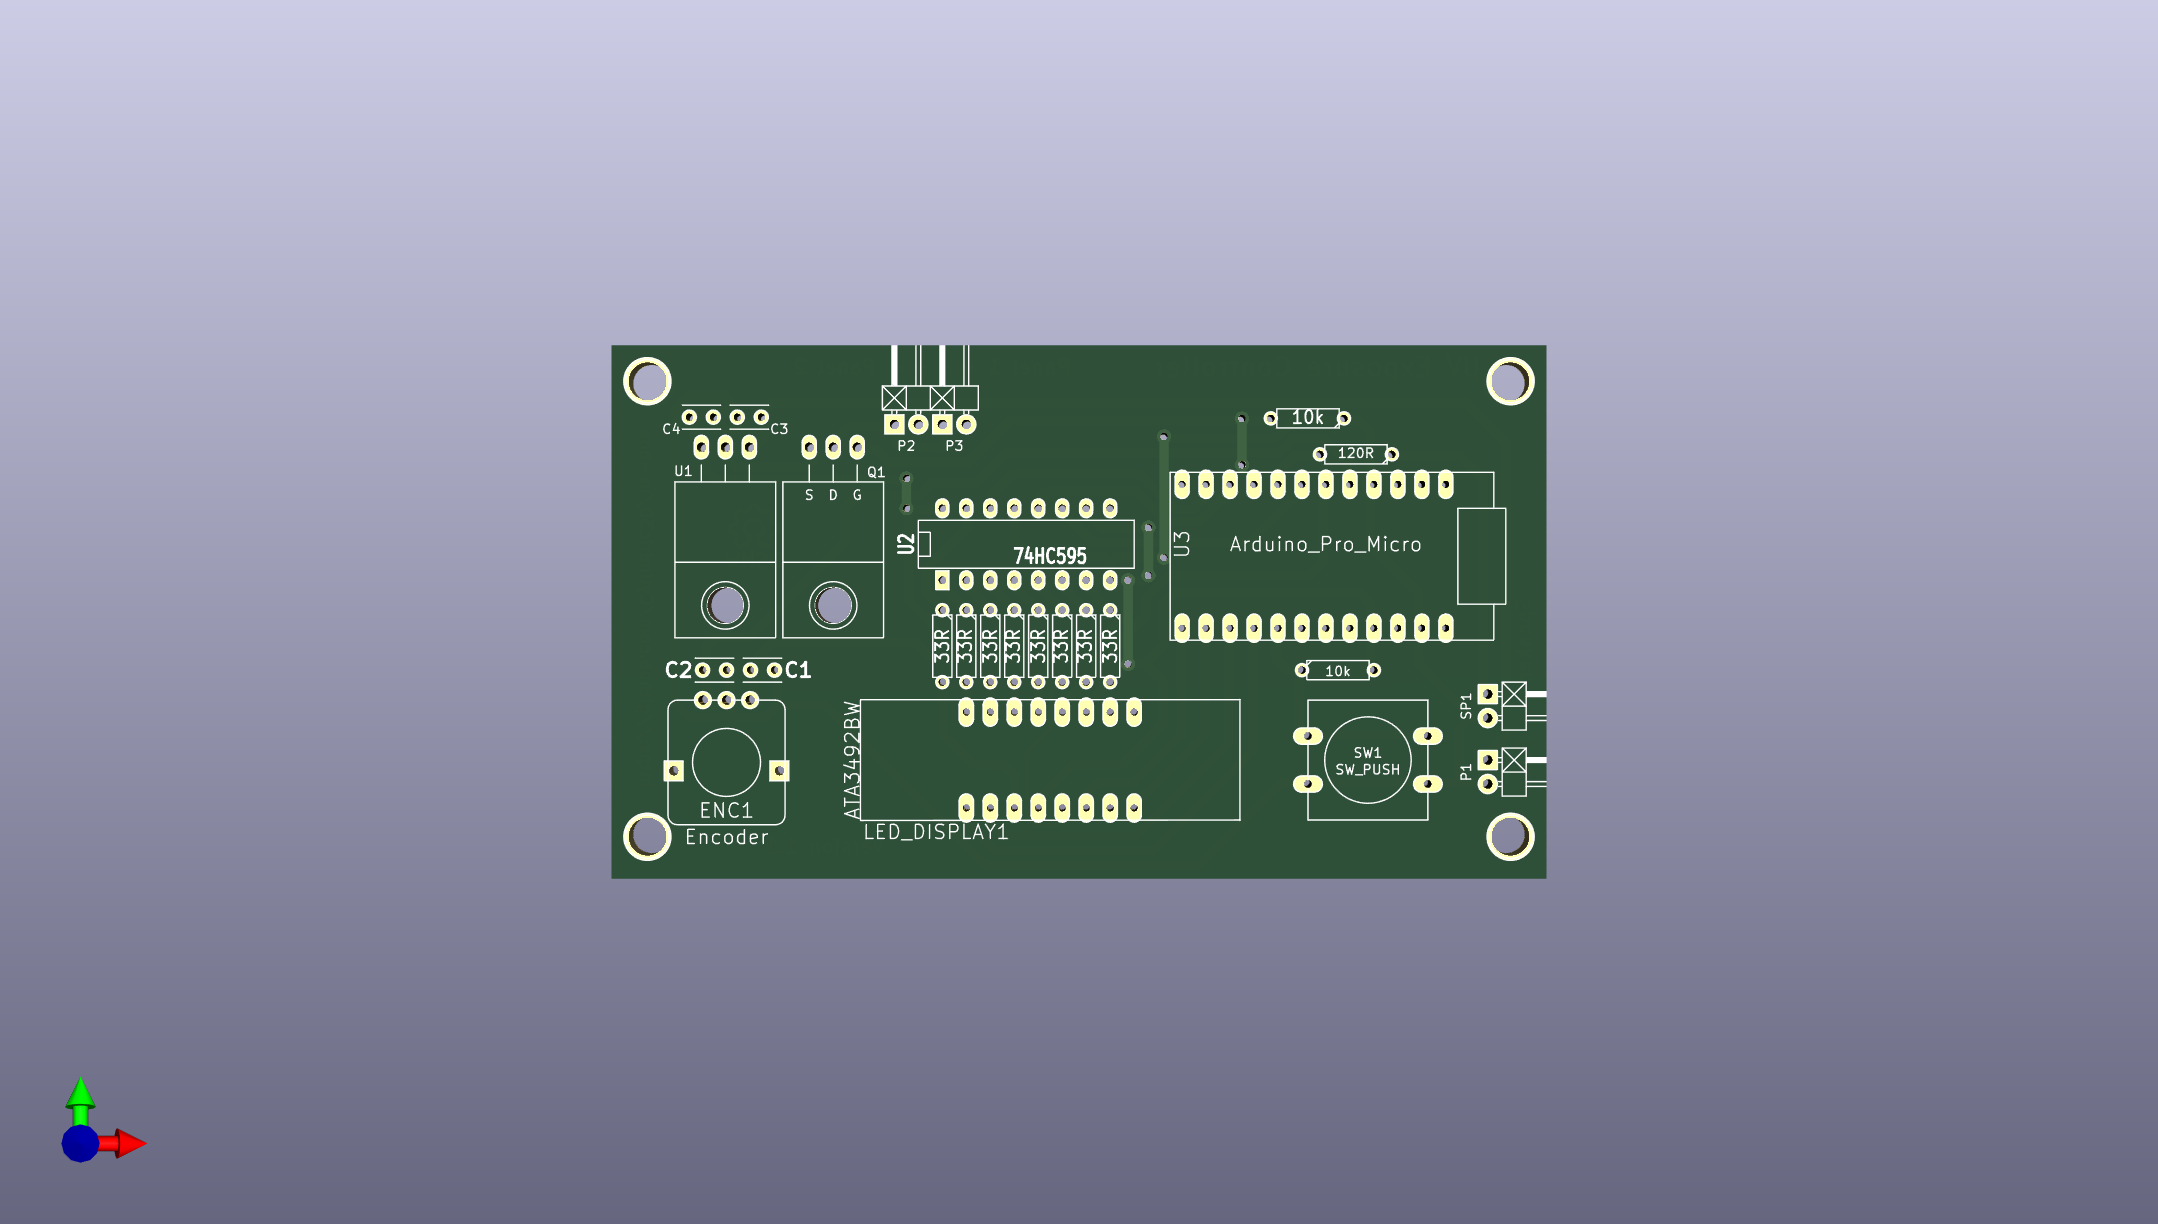 10k
C4
C3
P2
P3
120R
U1
Q1
S D G
U2
74HC595
U3
Arduino_Pro_Micro
33R
33R
33R
33R
33R
33R
33R
33R
C2
C1
10k
SP1
ATA3492BW
SW1
SW_PUSH
P1
ENC1
Encoder
LED_DISPLAY1